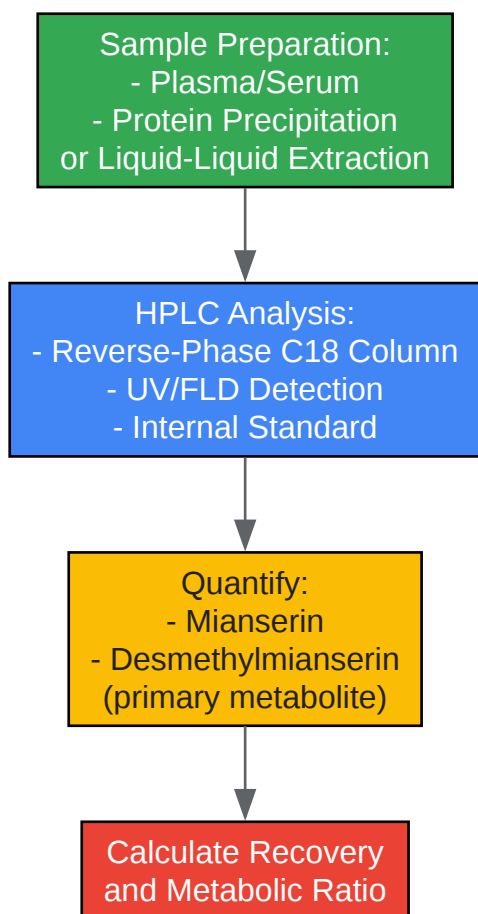 Sample Preparation:
- Plasma/Serum
- Protein Precipitation
or Liquid-Liquid Extraction
HPLC Analysis:
- Reverse-Phase C18 Column
- UV/FLD Detection
- Internal Standard
Quantify:
- Mianserin
- Desmethylmianserin
(primary metabolite)
Calculate Recovery
and Metabolic Ratio